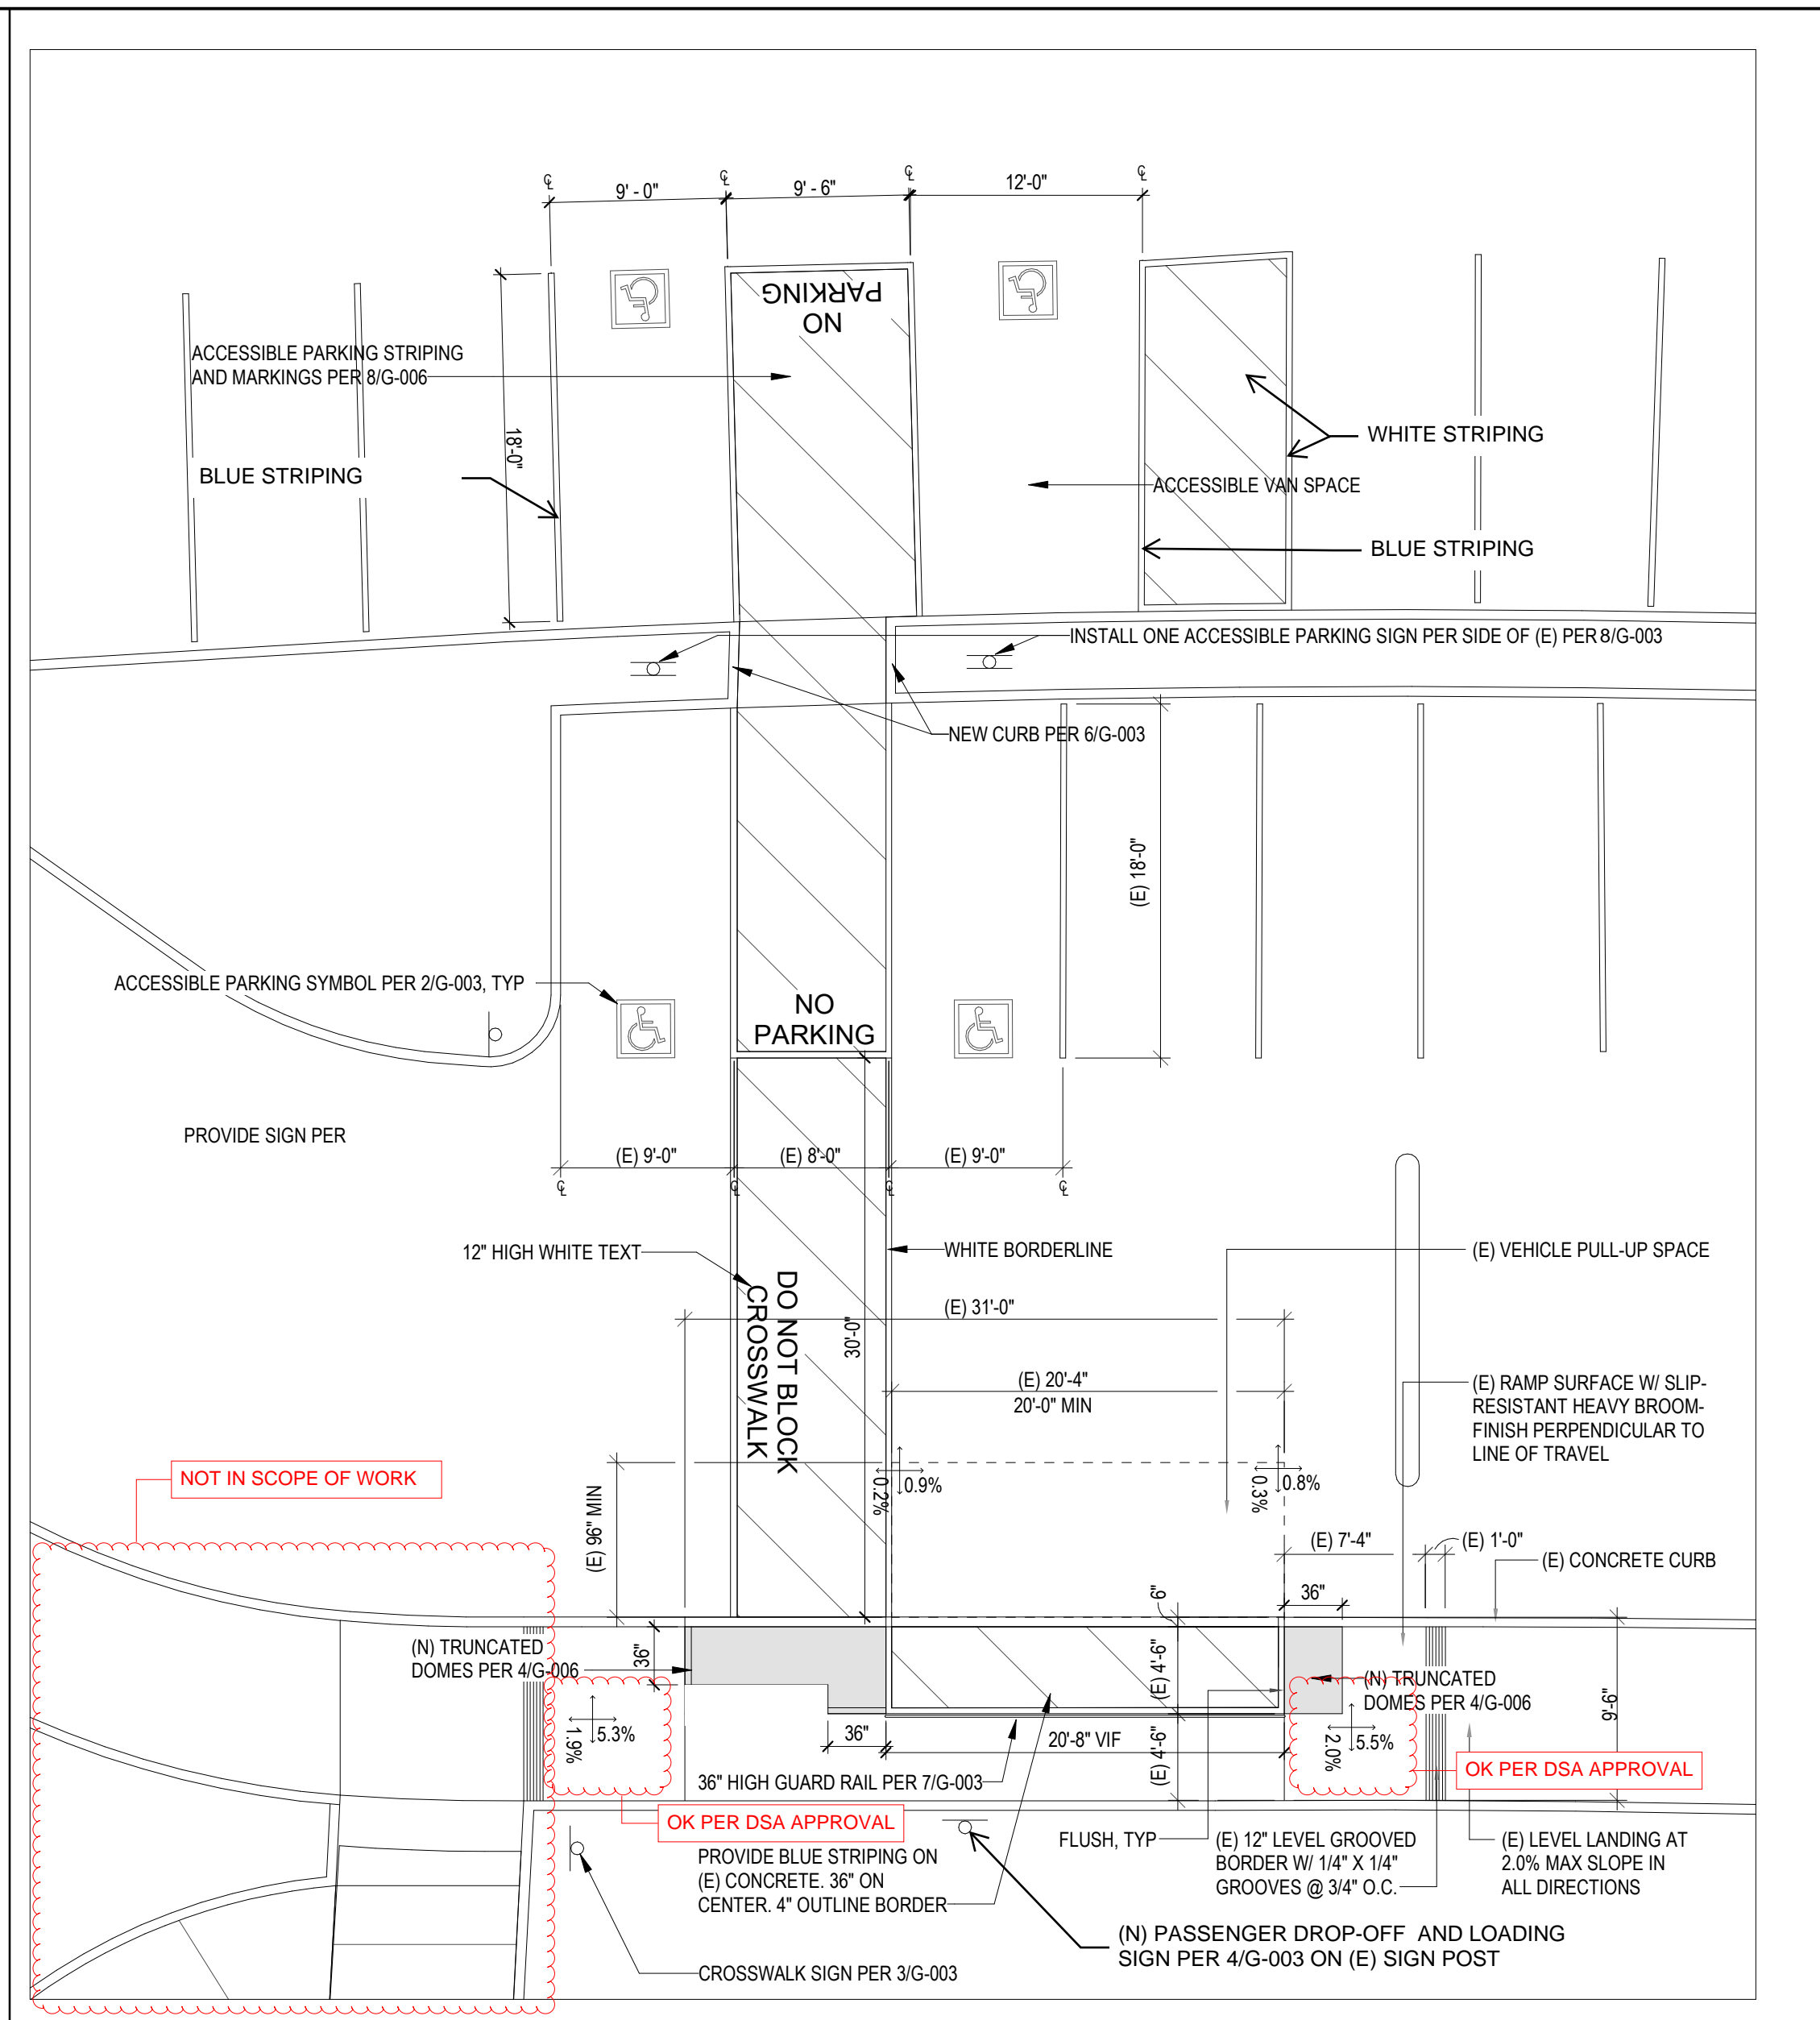 ℄
℄
℄
℄
9' - 0"
9' - 6"
12'-0"
NO
PARKING
ACCESSIBLE PARKING STRIPING
AND MARKINGS PER 8/G-006
18'-0"
WHITE STRIPING
BLUE STRIPING
ACCESSIBLE VAN SPACE
BLUE STRIPING
INSTALL ONE ACCESSIBLE PARKING SIGN PER SIDE OF (E) PER 8/G-003
NEW CURB PER 6/G-003
(E) 18'-0"
ACCESSIBLE PARKING SYMBOL PER 2/G-003, TYP
NO
PARKING
PROVIDE SIGN PER
(E) 9'-0"
(E) 8'-0"
(E) 9'-0"
℄
℄
℄
℄
12" HIGH WHITE TEXT
WHITE BORDERLINE
(E) VEHICLE PULL-UP SPACE
DO NOT BLOCK
CROSSWALK
(E) 31'-0"
30'-0"
(E) 20'-4"
20'-0" MIN
(E) RAMP SURFACE W/ SLIP-
RESISTANT HEAVY BROOM-
FINISH PERPENDICULAR TO
LINE OF TRAVEL
NOT IN SCOPE OF WORK
(E) 96" MIN
0.2%
0.9%
0.3%
0.8%
(E) 7'-4"
(E) 1'-0"
(E) CONCRETE CURB
36"
6"
(N) TRUNCATED
DOMES PER 4/G-006
36"
(E) 4'-6"
(N) TRUNCATED
DOMES PER 4/G-006
9'-6"
1.9%
5.3%
36"
20'-8" VIF
(E) 4'-6"
2.0%
5.5%
OK PER DSA APPROVAL
36" HIGH GUARD RAIL PER 7/G-003
OK PER DSA APPROVAL
PROVIDE BLUE STRIPING ON
(E) CONCRETE. 36" ON
CENTER. 4" OUTLINE BORDER
FLUSH, TYP
(E) 12" LEVEL GROOVED
BORDER W/ 1/4" X 1/4"
GROOVES @ 3/4" O.C.
(E) LEVEL LANDING AT
2.0% MAX SLOPE IN
ALL DIRECTIONS
(N) PASSENGER DROP-OFF AND LOADING
SIGN PER 4/G-003 ON (E) SIGN POST
CROSSWALK SIGN PER 3/G-003